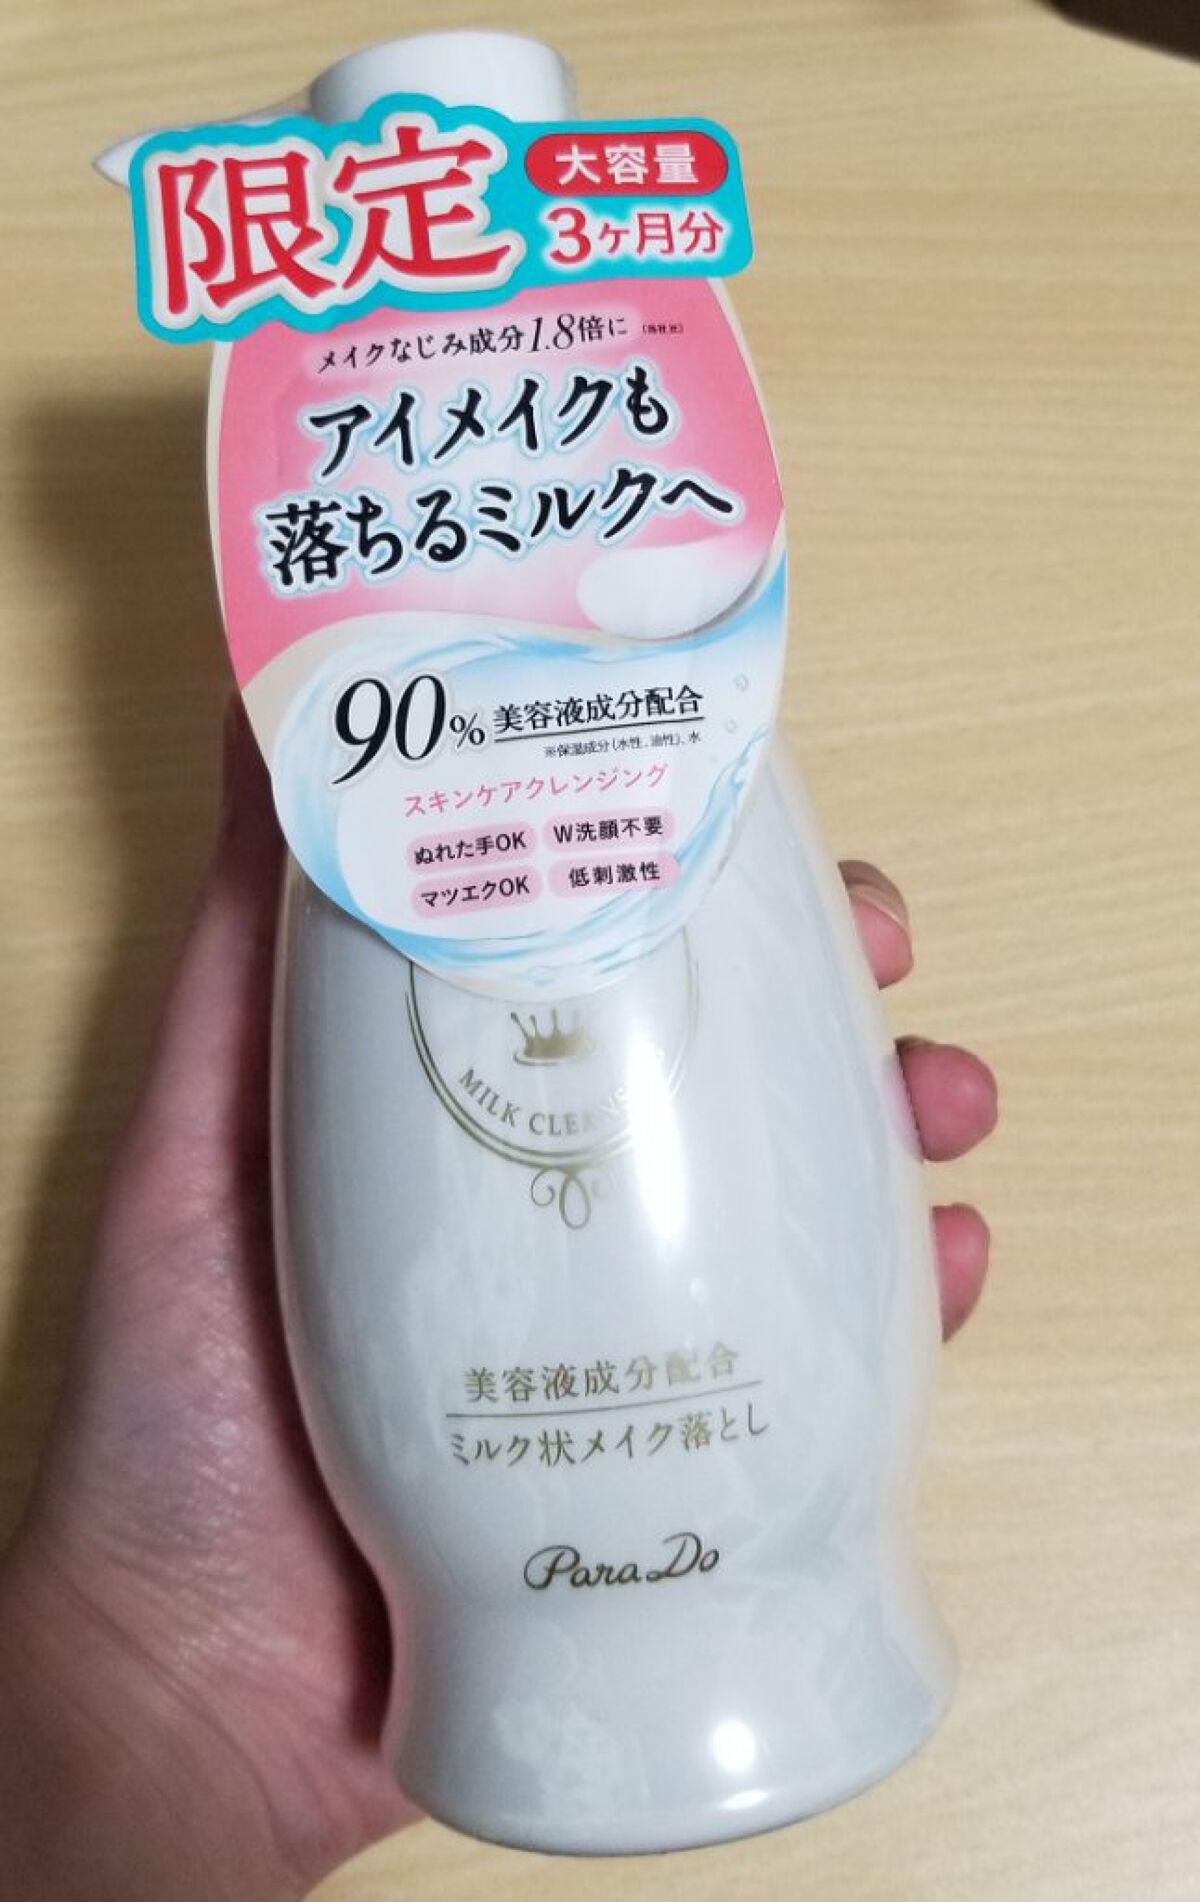 限定
大容量
3ヶ月分
メイクなじみ成分1.8倍に (当社比)
アイメイクも
落ちるミルクへ
90%美容液成分配合
※保湿成分(水性、油性)、水
スキンケアクレンジング
ぬれた手OK W洗顔不要
マツエクOK 低刺激性
MILK
美容液成分配合
ミルク状メイク落とし
ParaDo